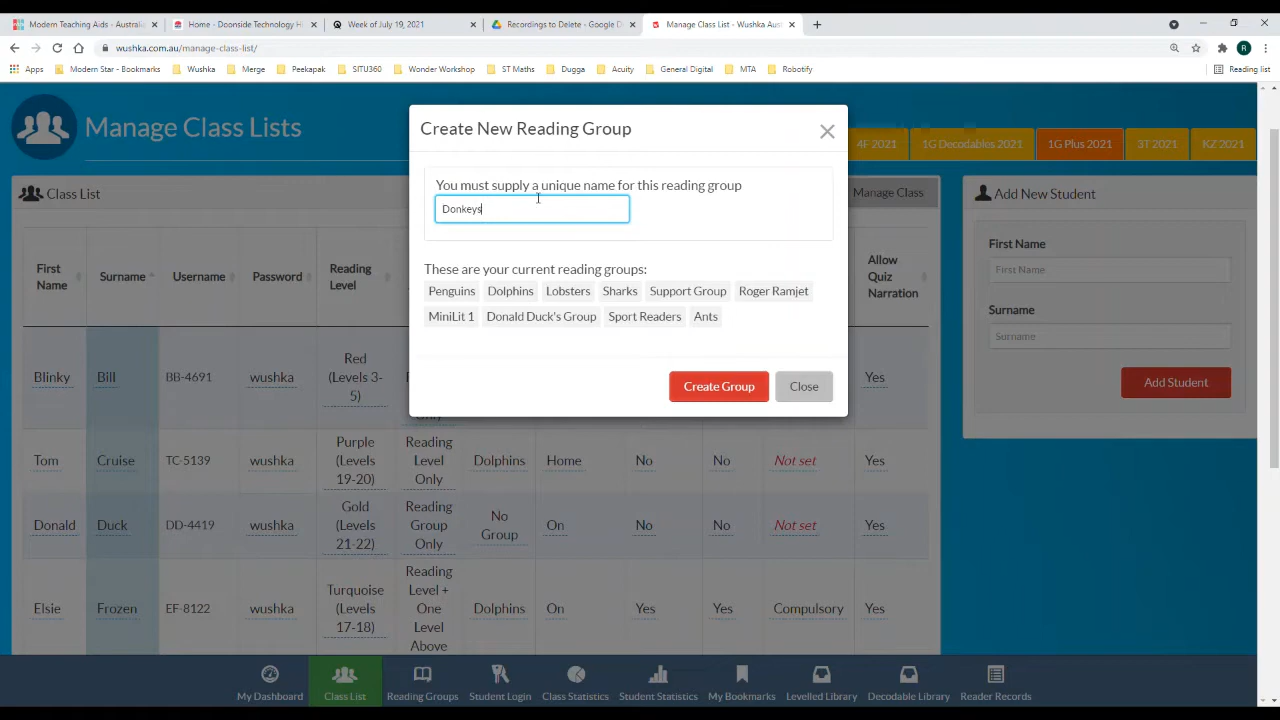 Modern Teaching Aids - Australia'
Home - Doonside Technology Hi
Week of July 19, 2021
Recordings to Delete - Google D
Manage Class List - Wushka Aust
wushka.com.au/manage-class-list/
R
Apps
Modern Star - Bookmarks
Wushka
Merge
Peekapak
SITU360
Wonder Workshop
ST Maths
Dugga
Acuity
General Digital
MTA
Robotify
Reading list
Manage Class Lists
4F 2021
1G Decodables 2021
1G Plus 2021
3T 2021
KZ 2021
Create New Reading Group
You must supply a unique name for this reading group
Donkeys
These are your current reading groups:
Penguins Dolphins Lobsters Sharks Support Group Roger Ramjet
MiniLit 1 Donald Duck's Group Sport Readers Ants
Create Group
Close
Class List
Manage Class
First Name
Surname
Username
Password
Reading Level
Allow Quiz Narration
Blinky Bill BB-4691 wushka Red (Levels 3-5) Yes
Tom Cruise TC-5139 wushka Purple (Levels 19-20) Reading Level Only Dolphins Home No No Not set Yes
Donald Duck DD-4419 wushka Gold (Levels 21-22) Reading Group Only No Group On No No Not set Yes
Elsie Frozen EF-8122 wushka Turquoise (Levels 17-18) Reading Level + One Level Above Dolphins On Yes Yes Compulsory Yes
Add New Student
First Name
First Name
Surname
Surname
Add Student
My Dashboard
Class List
Reading Groups
Student Login
Class Statistics
Student Statistics
My Bookmarks
Levelled Library
Decodable Library
Reader Records